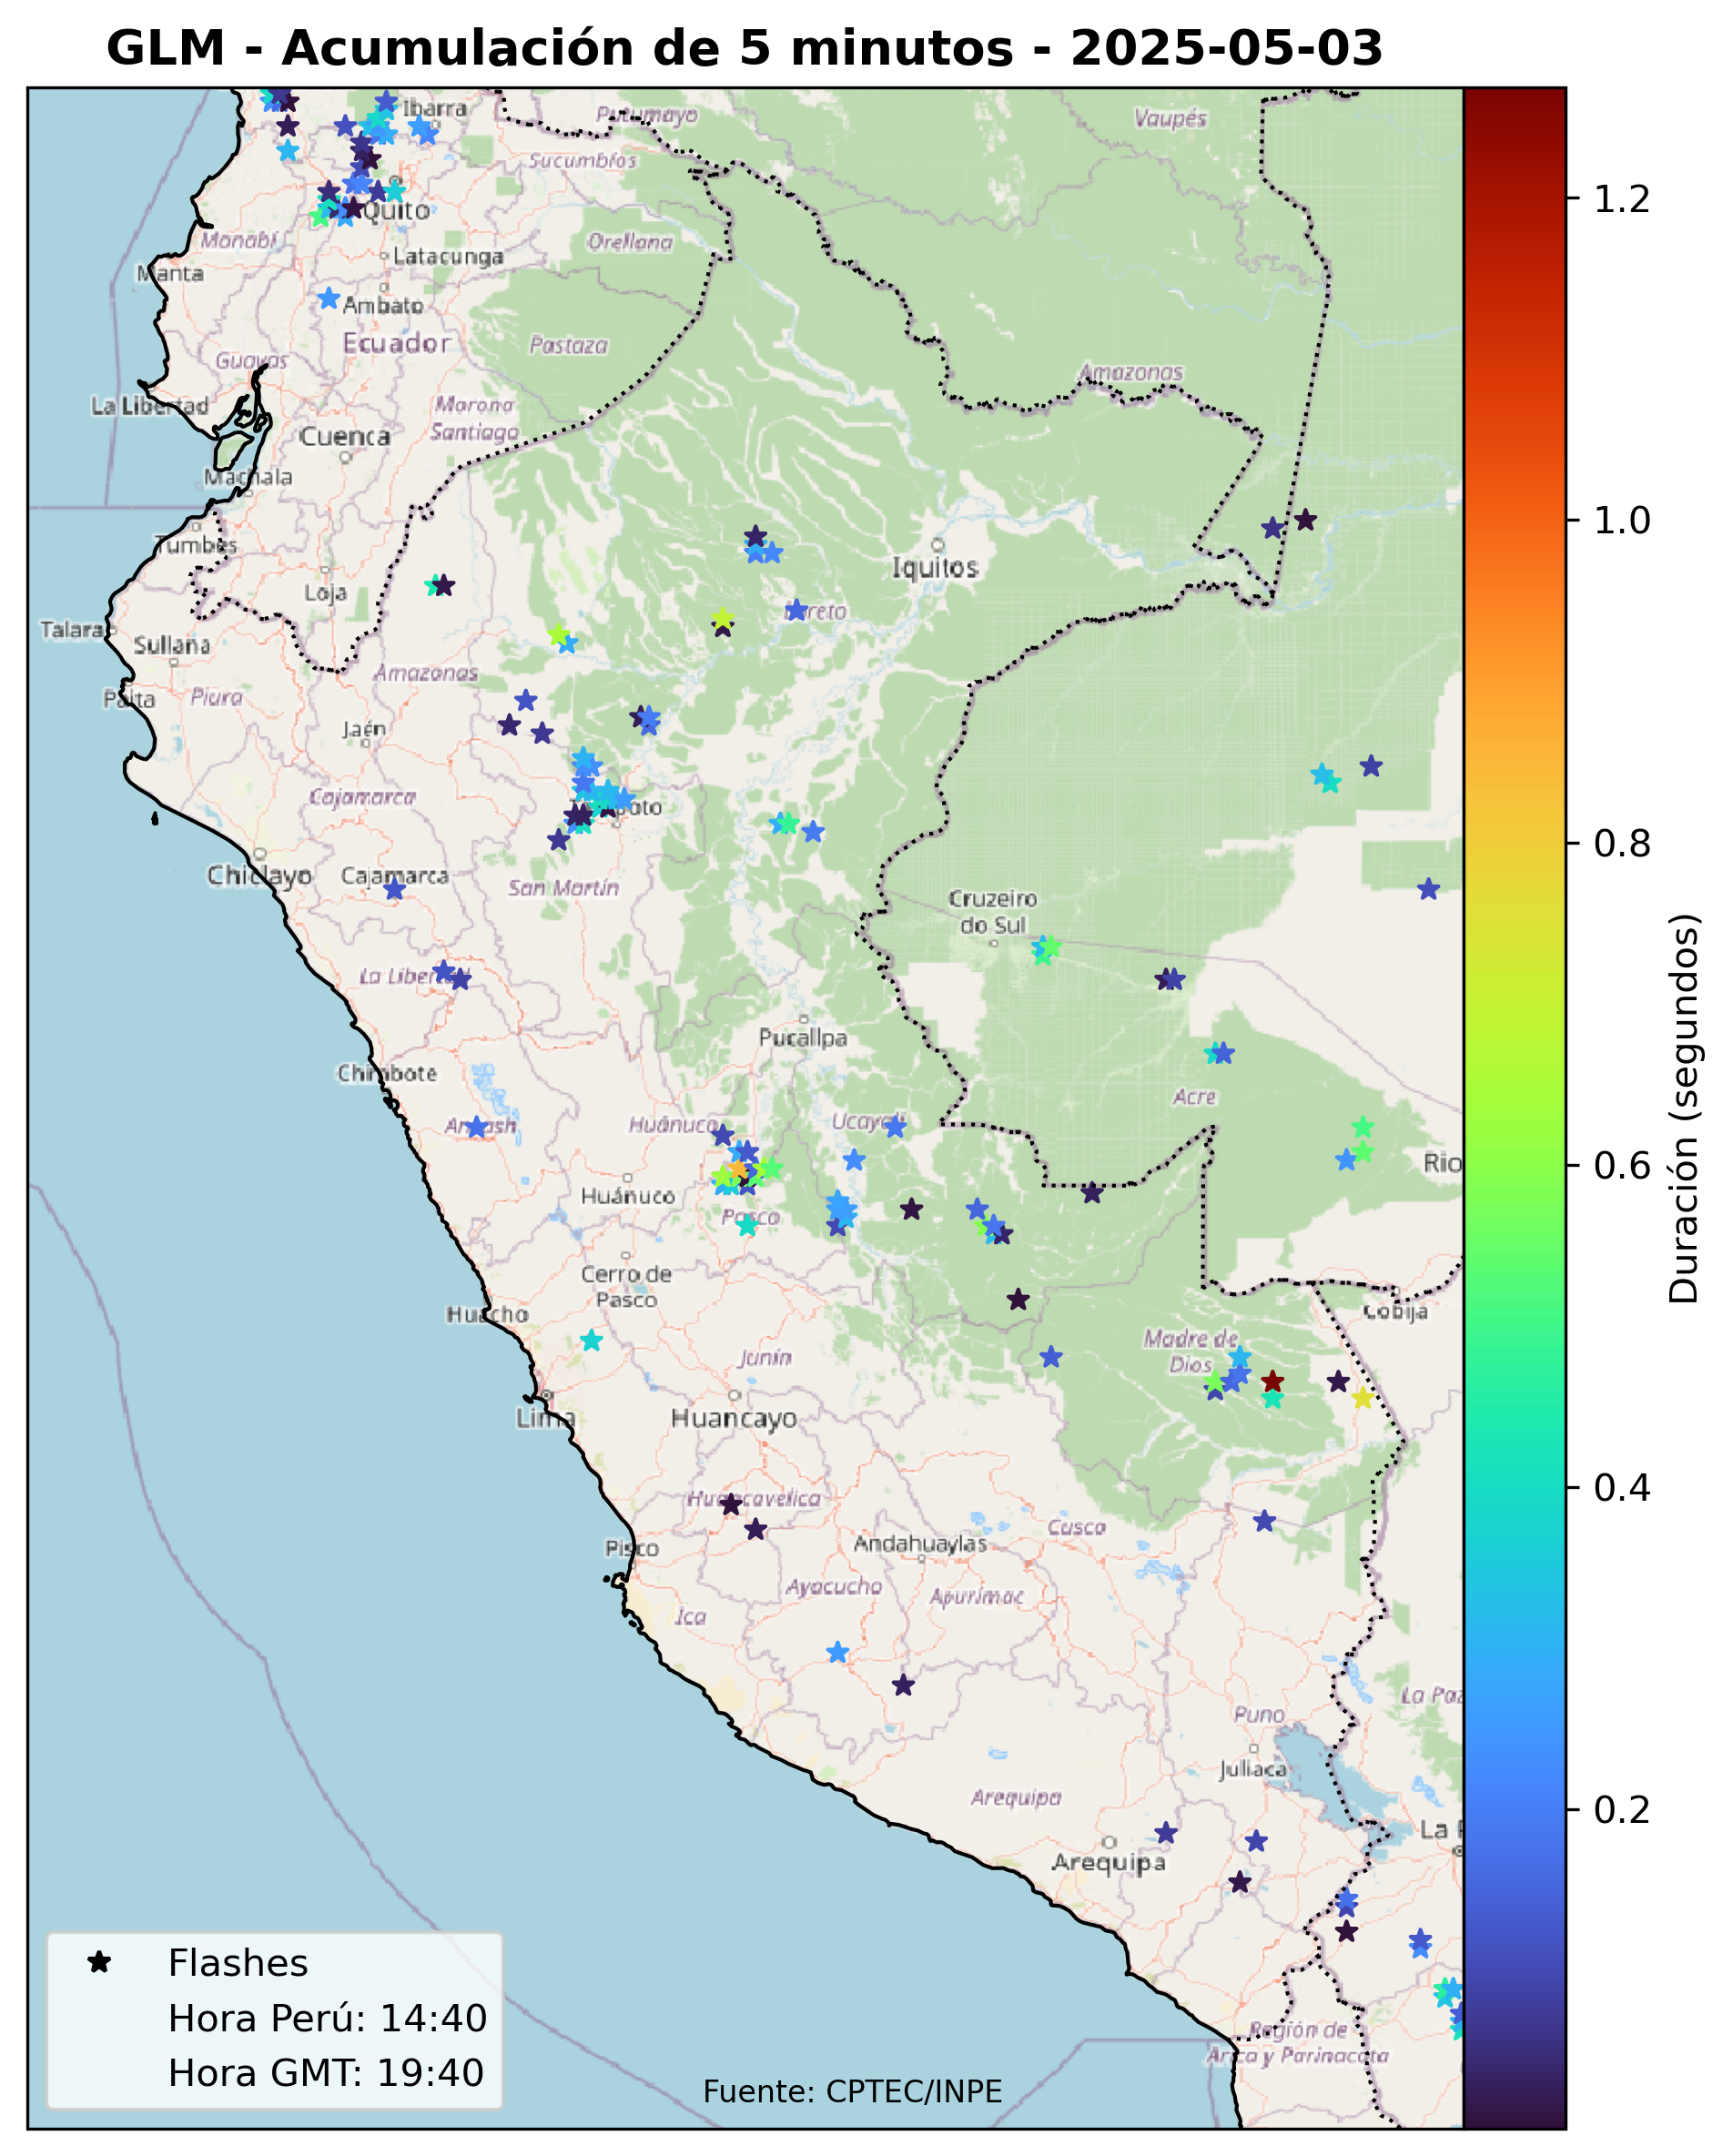 GLM - Acumulación de 5 minutos - 2025-05-03
Ibarra
Putumayo
Vaupés
Sucumbíos
Quito
Manabí
Orellana
Latacunga
Manta
Ambato
Ecuador
Pastaza
Guayas
Amazonas
La Libertad
Morona
Santiago
Cuenca
Machala
Tumbes
Iquitos
Loja
Loreto
Talara
Sullana
Amazonas
Paita
Piura
Jaén
Cajamarca
Tarapoto
Chiclayo
Cajamarca
San Martín
Cruzeiro
do Sul
La Libertad
Pucallpa
Chimbote
Acre
Ancash
Huánuco
Ucayali
Rio
Huánuco
Pasco
Cerro de
Pasco
Huacho
Cobija
Madre de
Dios
Junín
Lima
Huancayo
Huancavelica
Cusco
Pisco
Andahuaylas
Ayacucho
Apurímac
Ica
La Paz
Puno
Juliaca
Arequipa
La P
Arequipa
Región de
Arica y Parinacota
Flashes
Hora Perú: 14:40
Hora GMT: 19:40
Fuente: CPTEC/INPE
1.2
1.0
0.8
0.6
0.4
0.2
Duración (segundos)